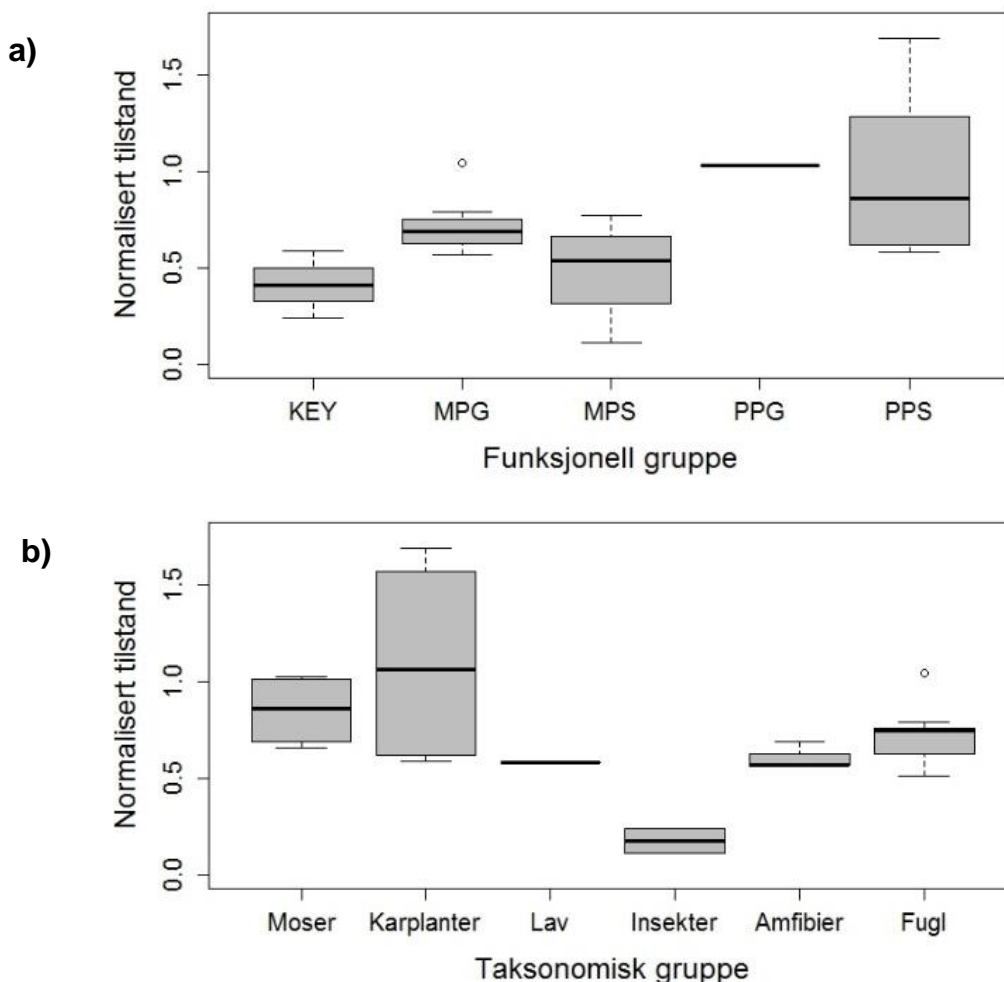 a)
Normalisert tilstand
1.5
1.0
0.5
0.0
KEY MPG MPS PPG PPS
Funksjonell gruppe
b)
Normalisert tilstand
1.5
1.0
0.5
0.0
Moser Karplanter Lav Insekter Amfibier Fugl
Taksonomisk gruppe